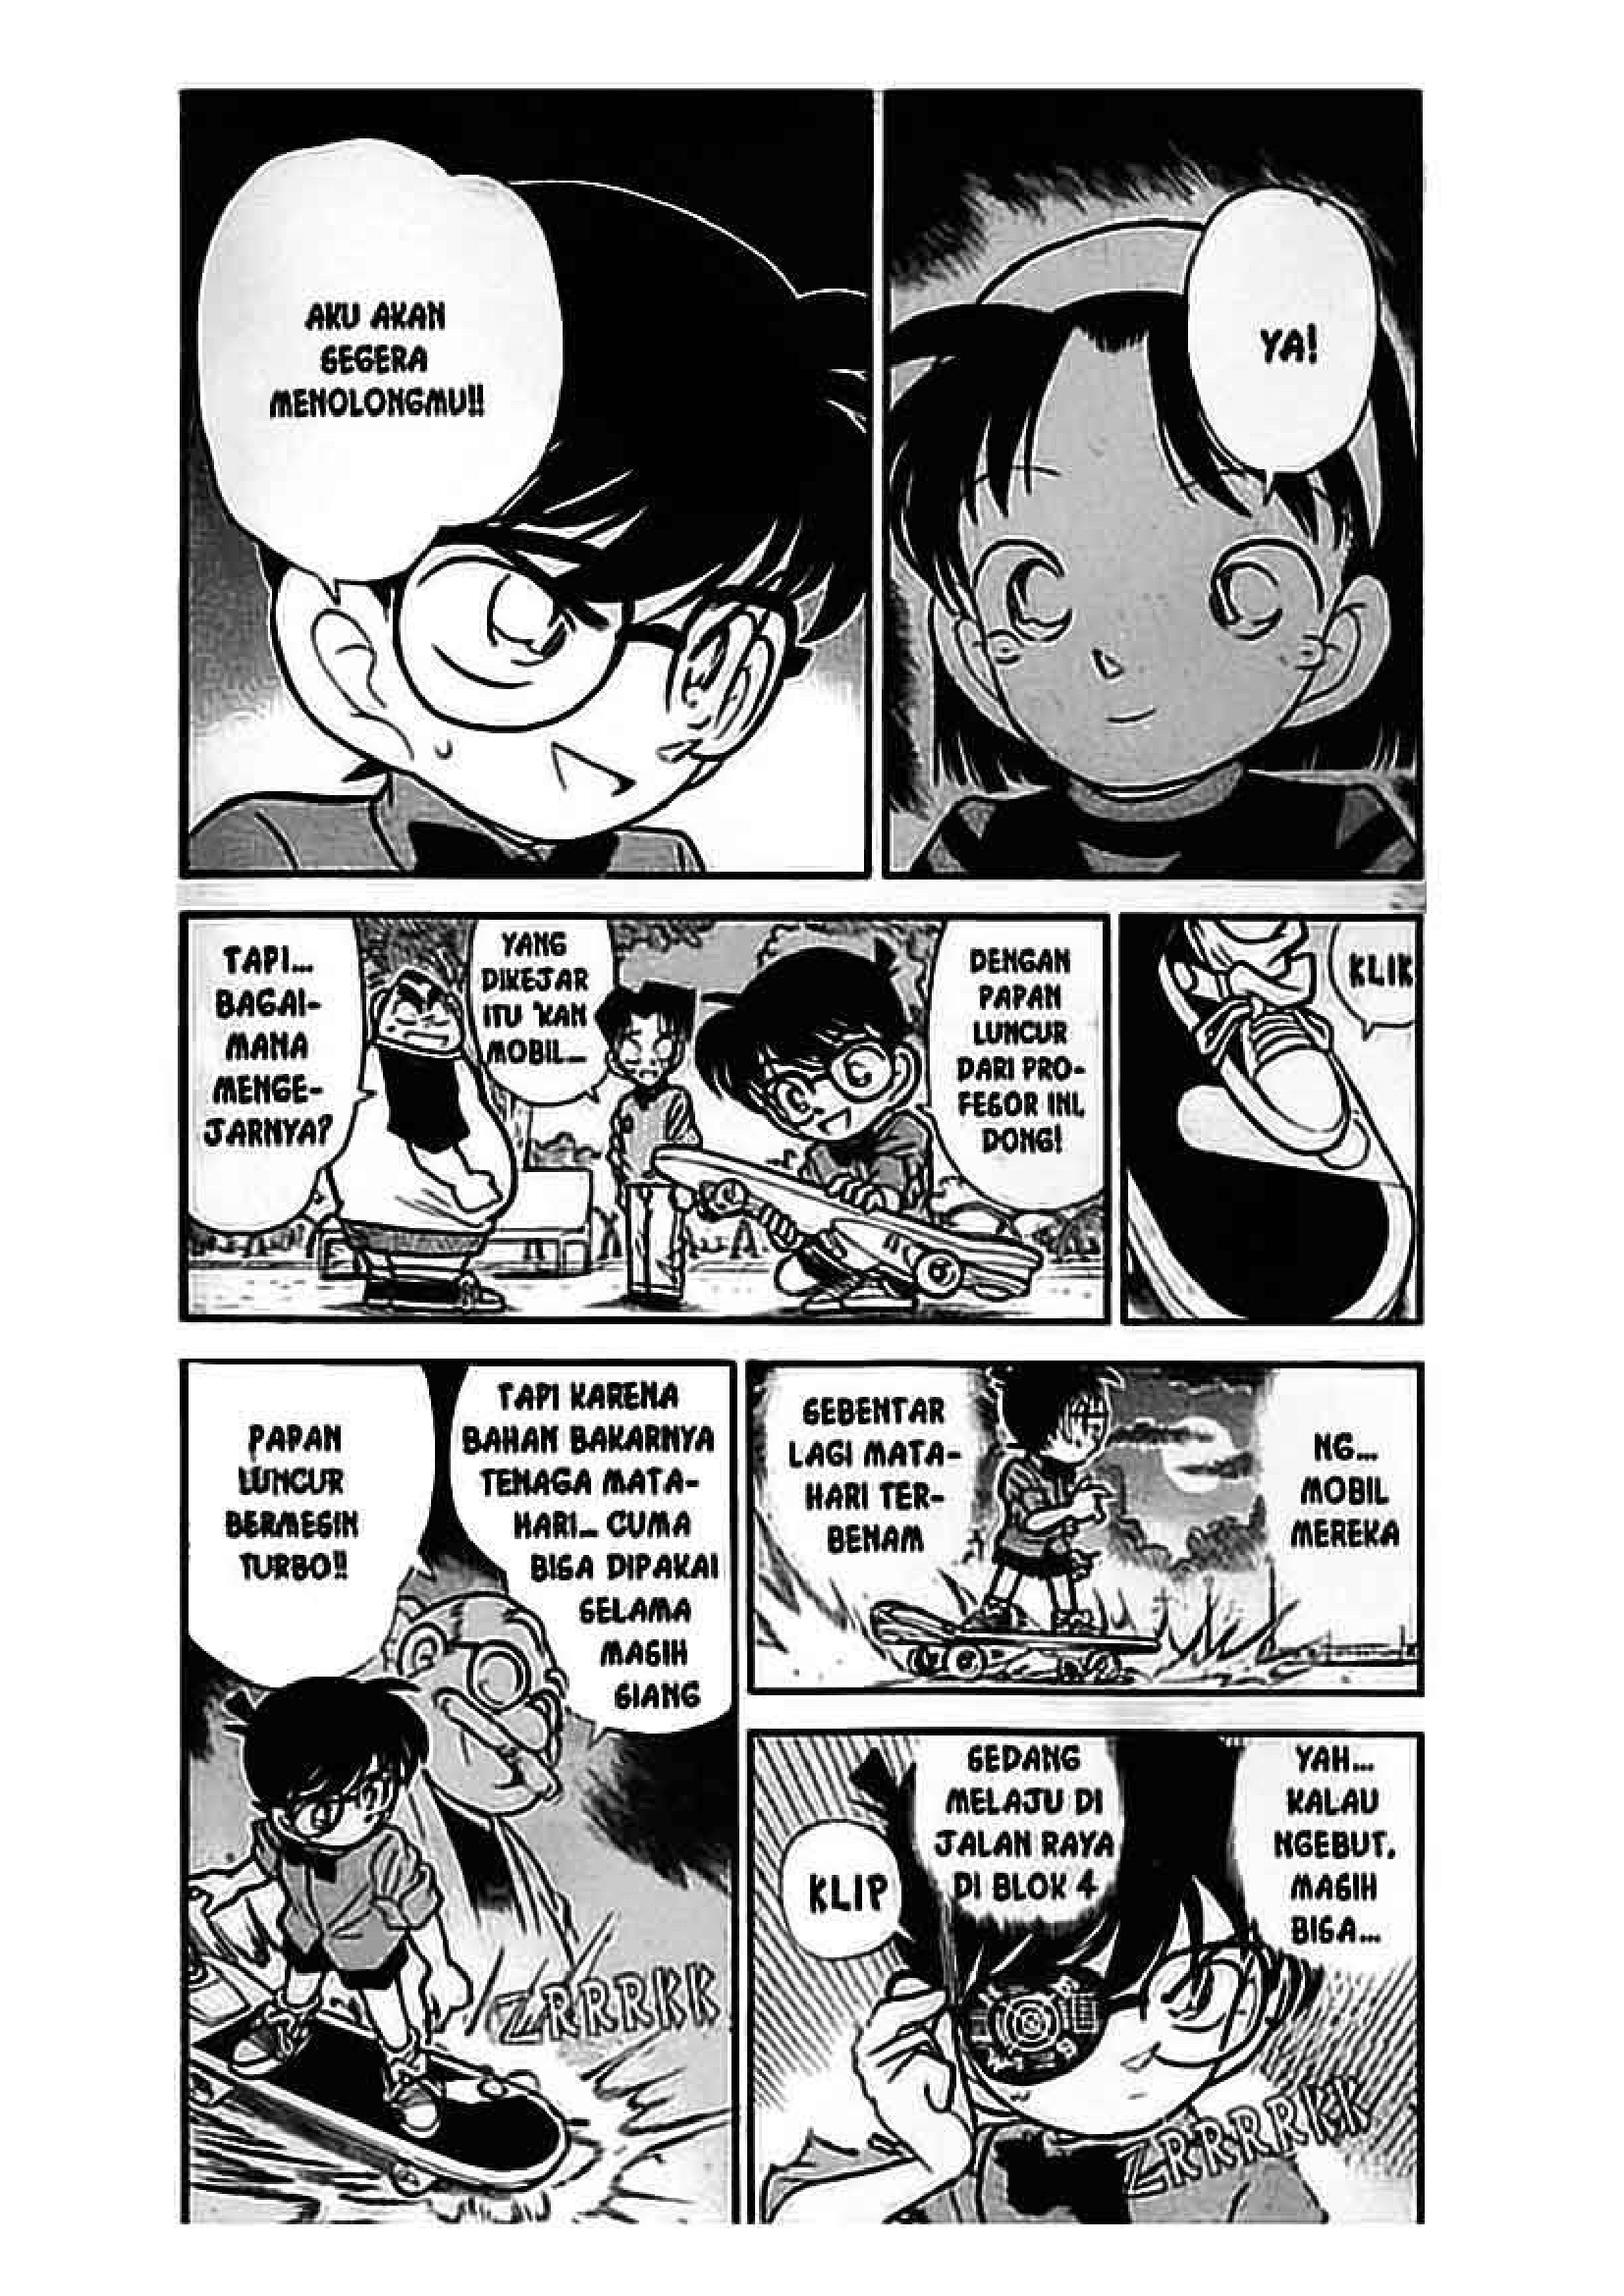 AKU AKAN
SEGERA
MENOLONGMU!!
YA!
TAPI...
BAGAI-
MANA
MENGE-
JARNYA?
YANG
DIKEJAR
ITU 'KAN
MOBIL...
DENGAN
PAPAN
LUNCUR
DARI PRO-
FESOR INI,
DONG!
KLIK
PAPAN
LUNCUR
BERMESIN
TURBO!!
TAPI KARENA
BAHAN BAKARNYA
TENAGA MATA-
HARI... CUMA
BISA DIPAKAI
SELAMA
MASIH
SIANG
ZRRRKK
SEBENTAR
LAGI MATA-
HARI TER-
BENAM
NG...
MOBIL
MEREKA
KLIP
SEDANG
MELAJU DI
JALAN RAYA
DI BLOK 4
YAH...
KALAU
NGEBUT,
MASIH
BISA...
ZRRRRKK